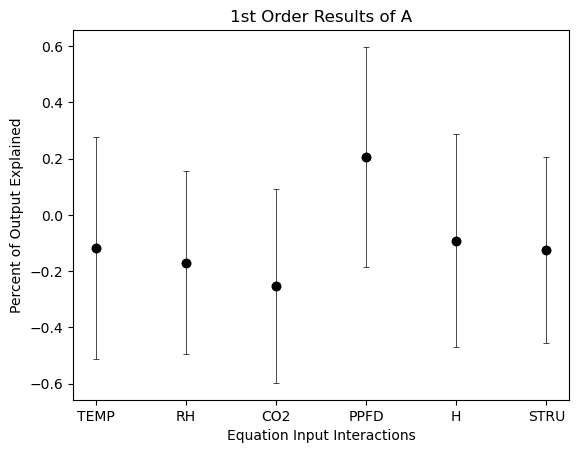 1st Order Results of A
Percent of Output Explained
0.6
0.4
0.2
0.0
−0.2
−0.4
−0.6
TEMP RH CO2 PPFD H STRU
Equation Input Interactions